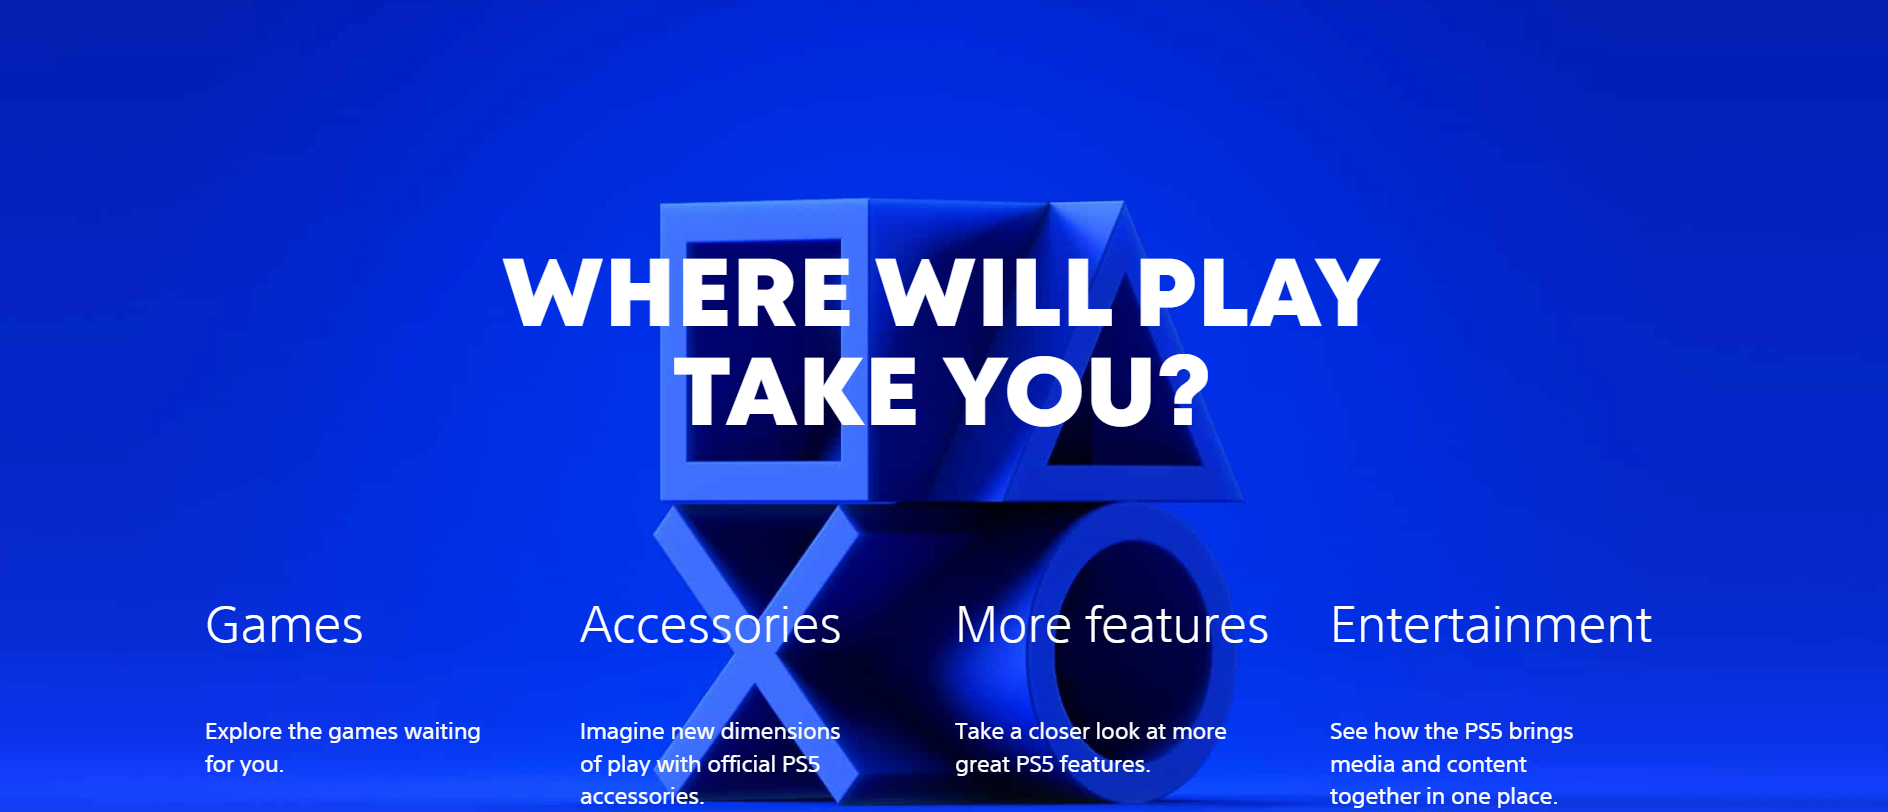 WHERE WILL PLAY
TAKE YOU?
Games
Explore the games waiting
for you.
Accessories
Imagine new dimensions
of play with official PS5
accessories.
More features
Take a closer look at more
great PS5 features.
Entertainment
See how the PS5 brings
media and content
together in one place.